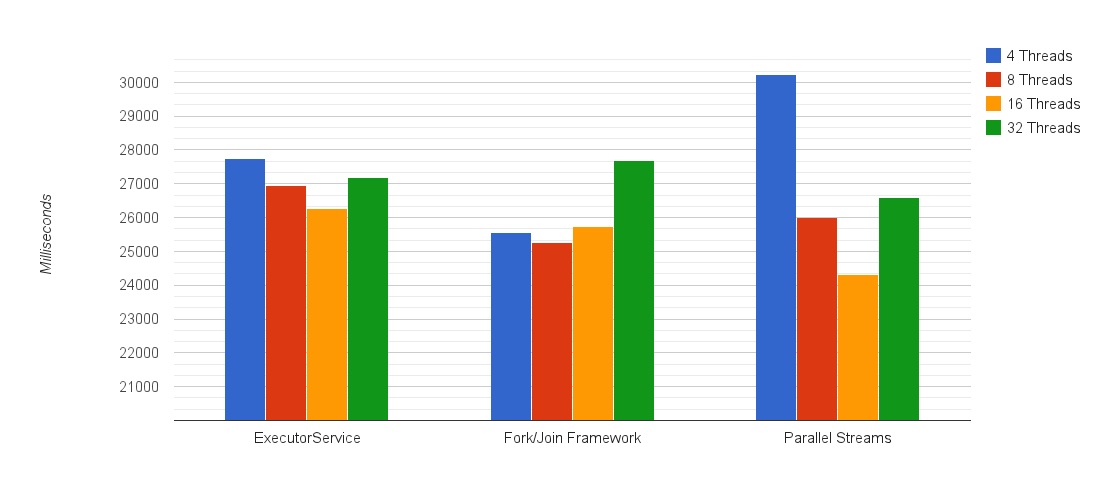 30000
29000
28000
27000
26000
25000
24000
23000
22000
21000
Milliseconds
ExecutorService
Fork/Join Framework
Parallel Streams
4 Threads
8 Threads
16 Threads
32 Threads